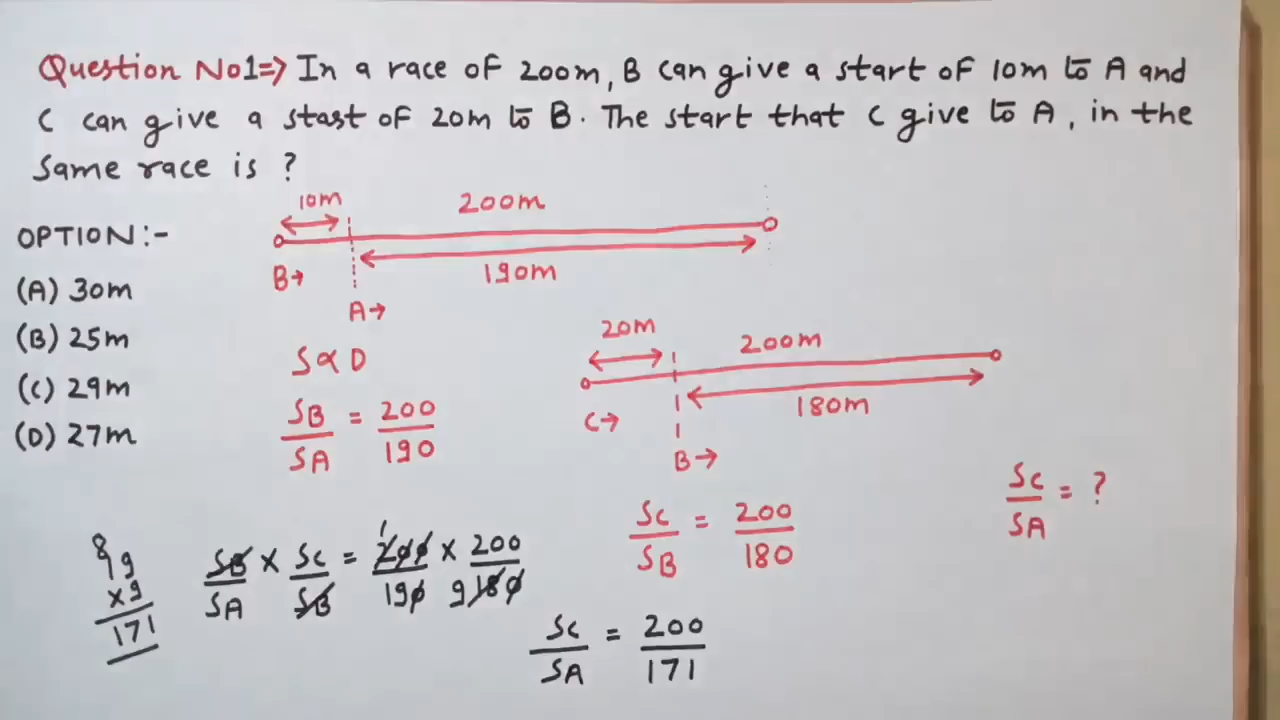 Question No1=> In a race of 200m, B can give a start of 10m to A and
C can give a stast of 20m to B. The start that C give to A, in the
Same race is ?
OPTION:-
(A) 30m
(B) 25m
(C) 29m
(D) 27m
10m
200m
190m
B→
A→
S∝D
SB/SA = 200/190
20m
200m
180m
C→
B→
SC/SB = 200/180
SC/SA = ?
8
19
×9
171
SB/SA × SC/SB = 200/190 × 200/180
1
9
SC/SA = 200/171